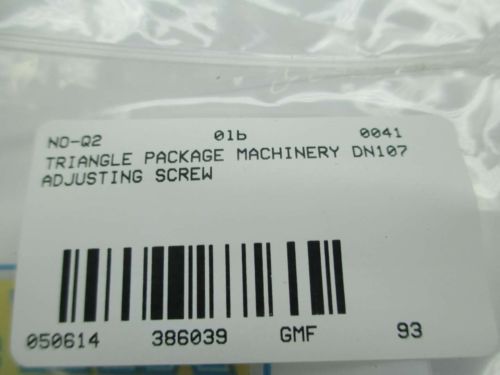 NO-Q2 01b 0041
TRIANGLE PACKAGE MACHINERY DN107
ADJUSTING SCREW
050614 386039 GMF 93